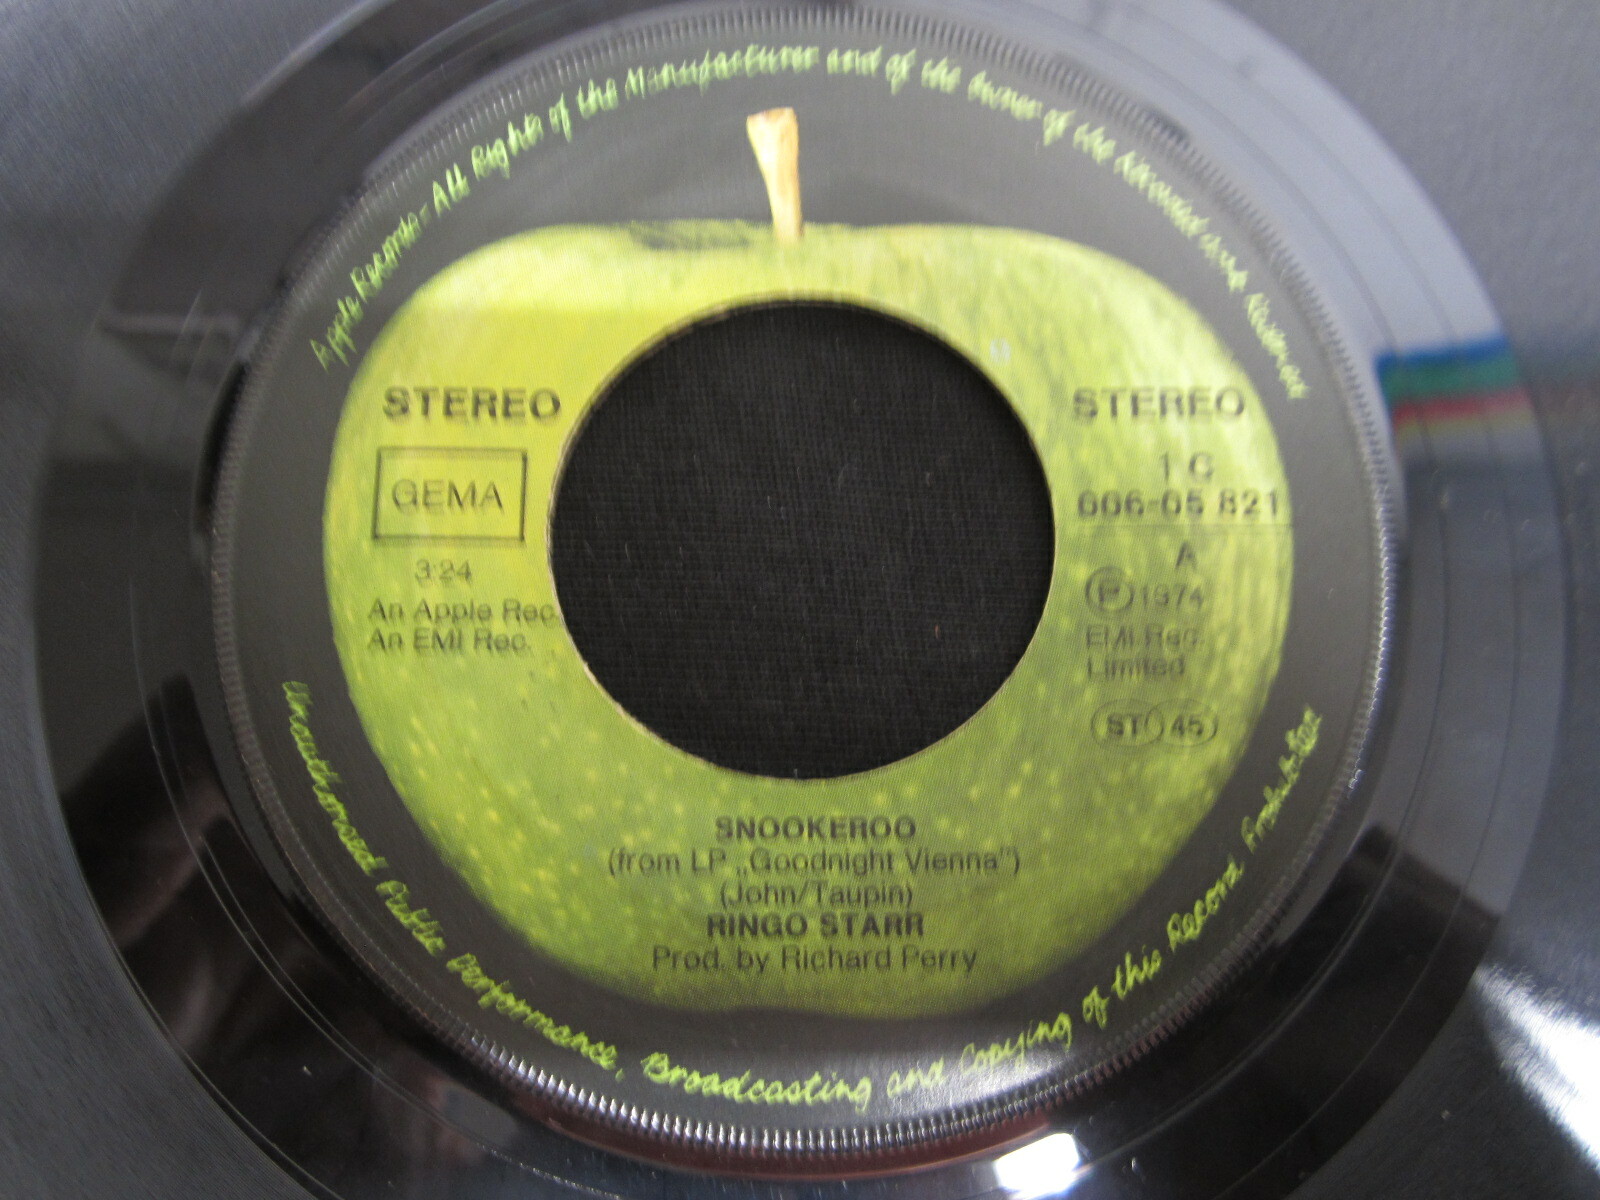 Apple Records - All Rights of the Manufacturer and of the Owner of the Recorded Work Reserved
STEREO
GEMA
3:24
An Apple Rec.
An EMI Rec.
STEREO
1 C
006-05 821
A
Ⓟ 1974
EMI Rec.
Limited
ST 45
SNOOKEROO
(from LP „Goodnight Vienna")
(John/Taupin)
RINGO STARR
Prod. by Richard Perry
Unauthorised Public Performance, Broadcasting and Copying of this Record Prohibited